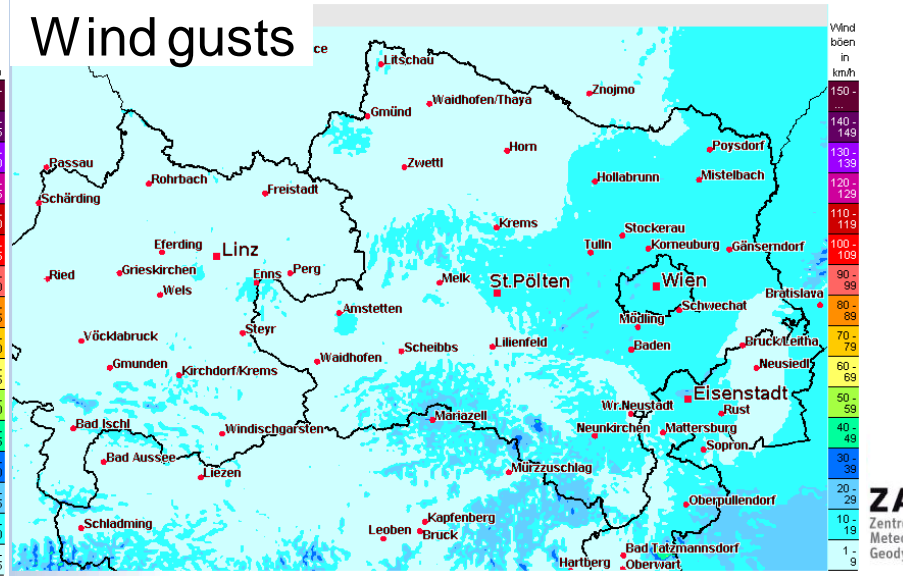 Wind gusts
ce
Wind
böen
in
km/h
150 -
...
140 -
149
130 -
139
120 -
129
110 -
119
100 -
109
90 -
99
80 -
89
70 -
79
60 -
69
50 -
59
40 -
49
30 -
39
20 -
29
10 -
19
1 -
9
Litschau
Waidhofen/Thaya
Znojmo
Gmünd
Horn
Poysdorf
Passau
Zwettl
Rohrbach
Freistadt
Hollabrunn
Mistelbach
Schärding
Krems
Stockerau
Eferding
Linz
Tulln
Korneuburg
Gänserndorf
Ried
Grieskirchen
Enns
Perg
Melk
St.Pölten
Wien
Wels
Bratislava
Amstetten
Schwechat
Mödling
Steyr
Vöcklabruck
Scheibbs
Lilienfeld
Baden
Bruck/Leitha
Waidhofen
Gmunden
Kirchdorf/Krems
Neusiedl
Eisenstadt
Wr.Neustadt
Rust
Mariazell
Bad Ischl
Windischgarsten
Neunkirchen
Mattersburg
Sopron
Bad Aussee
Liezen
Mürzzuschlag
Oberpullendorf
Schladming
Kapfenberg
Leoben
Bruck
Bad Tatzmannsdorf
Hartberg
Oberwart
ZA
Zentr
Meteo
Geody